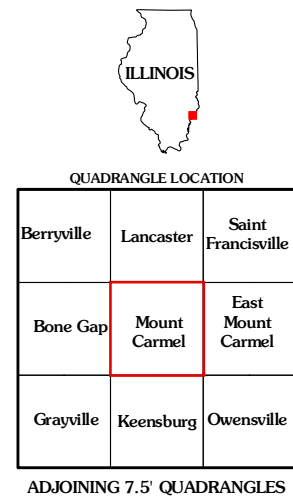 ILLINOIS
QUADRANGLE LOCATION
Berryville
Lancaster
Saint
Francisville
Bone Gap
Mount
Carmel
East
Mount
Carmel
Grayville
Keensburg
Owensville
ADJOINING 7.5' QUADRANGLES